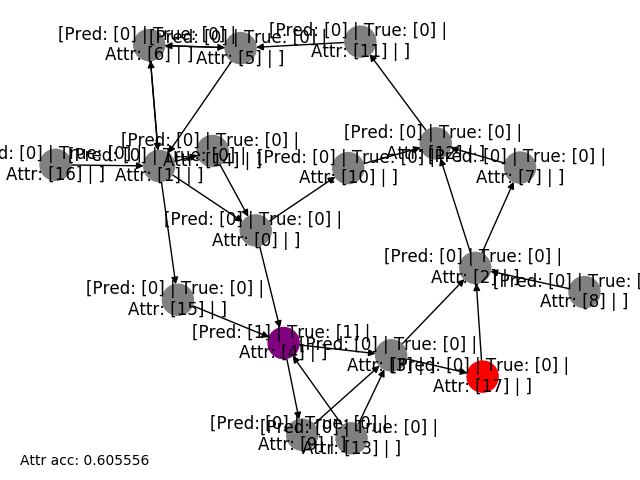 [Pred: [0] | True: [0] |
Attr: [6] | ]
[Pred: [0] | True: [0] |
Attr: [5] | ]
[Pred: [0] | True: [0] |
Attr: [11] | ]
d: [0] | True: [0] |
Attr: [16] | ]
[Pred: [0] | True: [0] |
Attr: [1] | ]
[Pred: [0] | True: [0] |
Attr: [14] | ]
[Pred: [0] | True: [0] |
Attr: [10] | ]
[Pred: [0] | True: [0] |
Attr: [12] | ]
[Pred: [0] | True: [0] |
Attr: [7] | ]
[Pred: [0] | True: [0] |
Attr: [0] | ]
[Pred: [0] | True: [0] |
Attr: [2] | ]
[Pred: [0] | True: [
Attr: [8] | ]
[Pred: [0] | True: [0] |
Attr: [15] | ]
[Pred: [1] | True: [1] |
Attr: [4] | ]
[Pred: [0] | True: [0] |
Attr: [3] | ]
[Pred: [0] | True: [0] |
Attr: [17] | ]
[Pred: [0] | True: [0] |
Attr: [9] | ]
[Pred: [0] | True: [0] |
Attr: [13] | ]
Attr acc: 0.605556